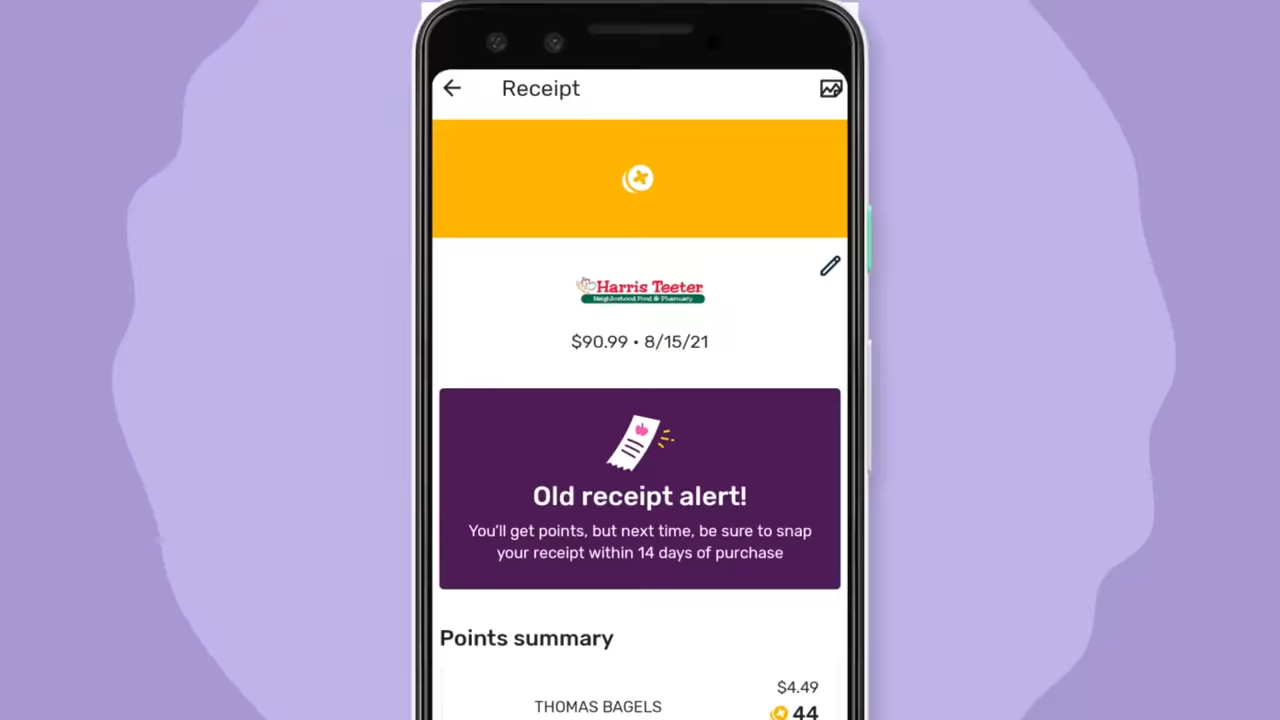 Receipt
Harris Teeter
Neighborhood Food & Pharmacy
$90.99 • 8/15/21
Old receipt alert!
You’ll get points, but next time, be sure to snap
your receipt within 14 days of purchase
Points summary
$4.49
THOMAS BAGELS
44